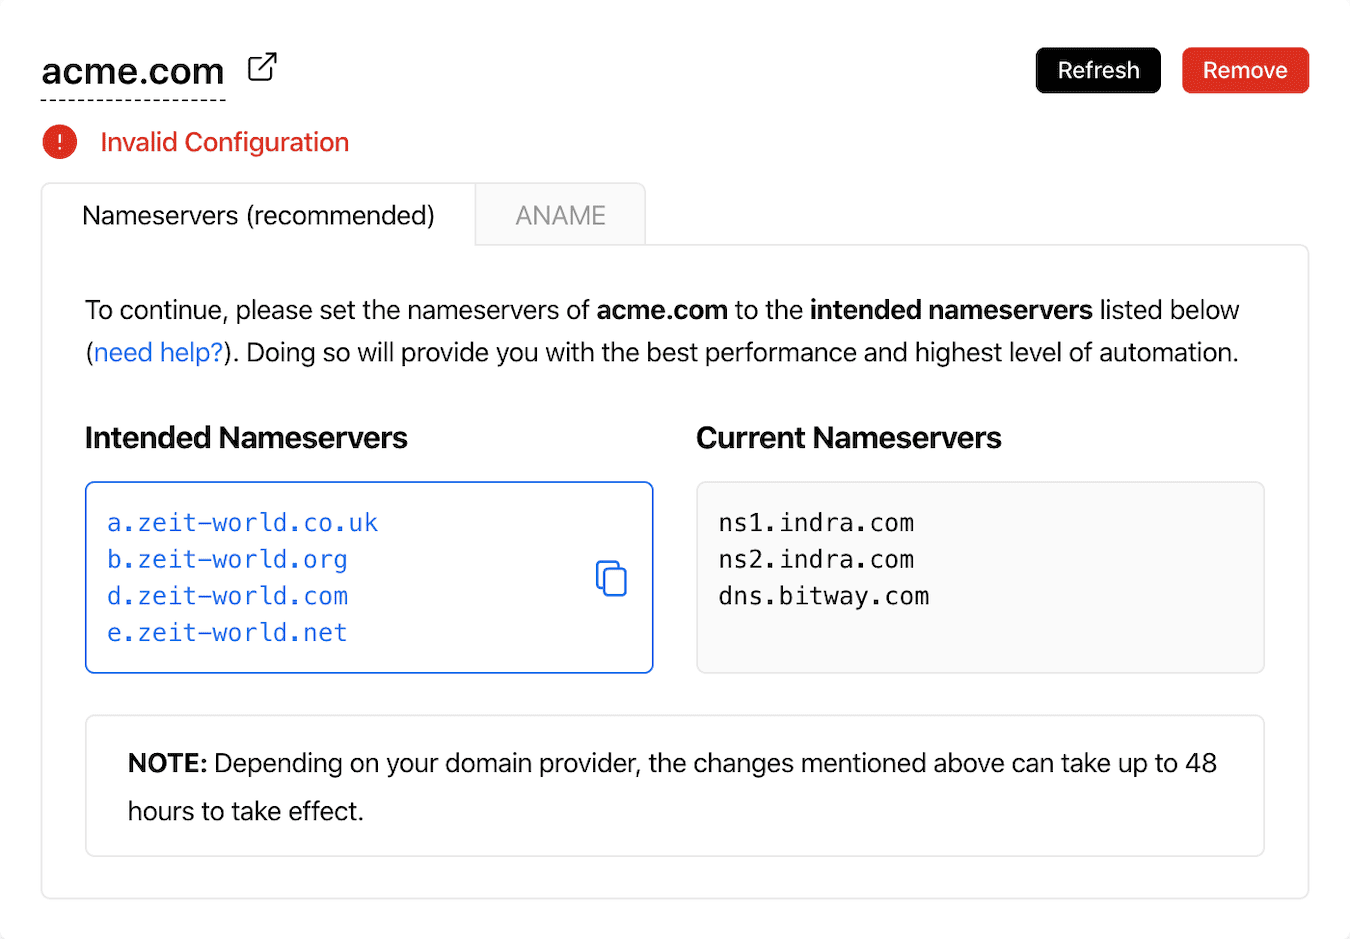 acme.com
Refresh
Remove
! Invalid Configuration
Nameservers (recommended)
ANAME
To continue, please set the nameservers of acme.com to the intended nameservers listed below
(need help?). Doing so will provide you with the best performance and highest level of automation.
Intended Nameservers
a.zeit-world.co.uk
b.zeit-world.org
d.zeit-world.com
e.zeit-world.net
Current Nameservers
ns1.indra.com
ns2.indra.com
dns.bitway.com
NOTE: Depending on your domain provider, the changes mentioned above can take up to 48
hours to take effect.